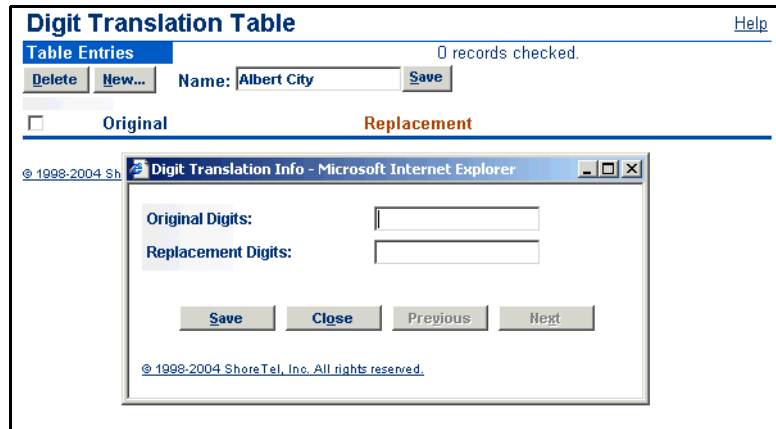 Digit Translation Table
Help
Table Entries
0 records checked.
Delete New... Name: Albert City Save
Original Replacement
© 1998-2004 Sh
Digit Translation Info - Microsoft Internet Explorer
Original Digits:
Replacement Digits:
Save Close Previous Next
© 1998-2004 ShoreTel, Inc. All rights reserved.